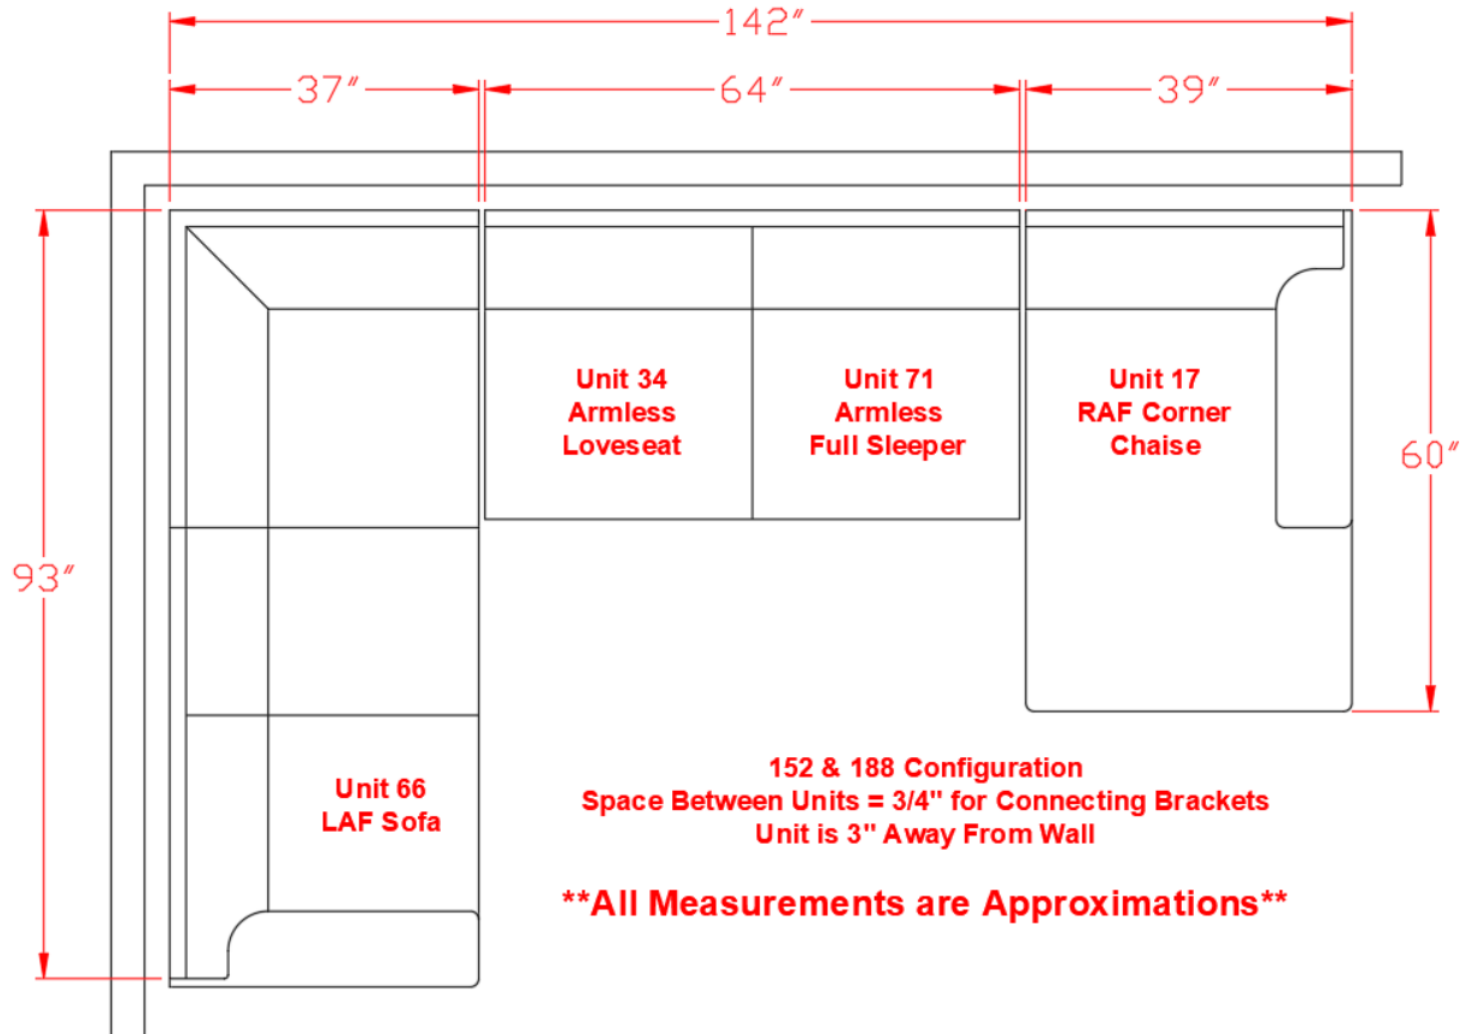 142"
37"
64"
39"
Unit 34
Armless
Loveseat
Unit 71
Armless
Full Sleeper
Unit 17
RAF Corner
Chaise
60"
93"
Unit 66
LAF Sofa
152 & 188 Configuration
Space Between Units = 3/4" for Connecting Brackets
Unit is 3" Away From Wall
**All Measurements are Approximations**